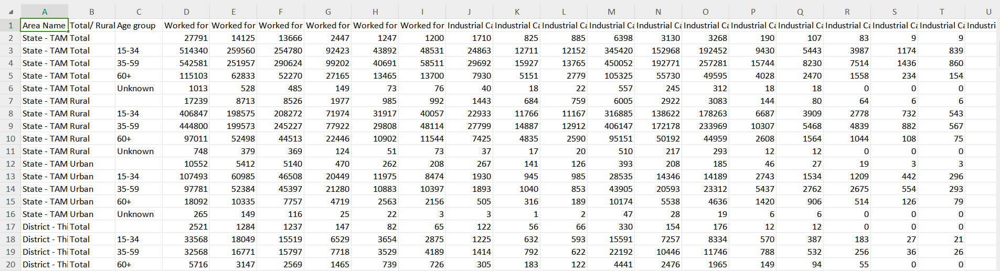 A B C D E F G H I J K L M N O P Q R S T U
1 Area Name Total/ Rural Age group Worked for Worked for Worked for Worked for Worked for Worked for Industrial Ca Industrial Ca Industrial Ca Industrial Ca Industrial Ca Industrial Ca Industrial Ca Industrial Ca Industrial Ca Industrial Ca Industrial Ca Industri
2 State - TAM Total 27791 14125 13666 2447 1247 1200 1710 825 885 6398 3130 3268 190 107 83 9 9
3 State - TAM Total 15-34 514340 259560 254780 92423 43892 48531 24863 12711 12152 345420 152968 192452 9430 5443 3987 1174 839
4 State - TAM Total 35-59 542581 251957 290624 99202 40691 58511 29692 15927 13765 450052 192771 257281 15744 8230 7514 1436 860
5 State - TAM Total 60+ 115103 62833 52270 27165 13465 13700 7930 5151 2779 105325 55730 49595 4028 2470 1558 234 154
6 State - TAM Total Unknown 1013 528 485 149 73 76 40 18 22 557 245 312 18 18 0 0 0
7 State - TAM Rural 17239 8713 8526 1977 985 992 1443 684 759 6005 2922 3083 144 80 64 6 6
8 State - TAM Rural 15-34 406847 198575 208272 71974 31917 40057 22933 11766 11167 316885 138622 178263 6687 3909 2778 732 543
9 State - TAM Rural 35-59 444800 199573 245227 77922 29808 48114 27799 14887 12912 406147 172178 233969 10307 5468 4839 882 567
10 State - TAM Rural 60+ 97011 52498 44513 22446 10902 11544 7425 4835 2590 95151 50192 44959 2608 1564 1044 108 75
11 State - TAM Rural Unknown 748 379 369 124 51 73 37 17 20 510 217 293 12 12 0 0 0
12 State - TAM Urban 10552 5412 5140 470 262 208 267 141 126 393 208 185 46 27 19 3 3
13 State - TAM Urban 15-34 107493 60985 46508 20449 11975 8474 1930 945 985 28535 14346 14189 2743 1534 1209 442 296
14 State - TAM Urban 35-59 97781 52384 45397 21280 10883 10397 1893 1040 853 43905 20593 23312 5437 2762 2675 554 293
15 State - TAM Urban 60+ 18092 10335 7757 4719 2563 2156 505 316 189 10174 5538 4636 1420 906 514 126 79
16 State - TAM Urban Unknown 265 149 116 25 22 3 3 1 2 47 28 19 6 6 0 0 0
17 District - Thi Total 2521 1284 1237 147 82 65 122 56 66 330 154 176 12 12 0 0 0
18 District - Thi Total 15-34 33568 18049 15519 6529 3654 2875 1225 632 593 15591 7257 8334 570 387 183 27 21
19 District - Thi Total 35-59 32568 16771 15797 7718 3529 4189 1414 792 622 22192 10446 11746 788 532 256 36 26
20 District - Thi Total 60+ 5716 3147 2569 1465 739 726 305 183 122 4441 2476 1965 149 94 55 0 0